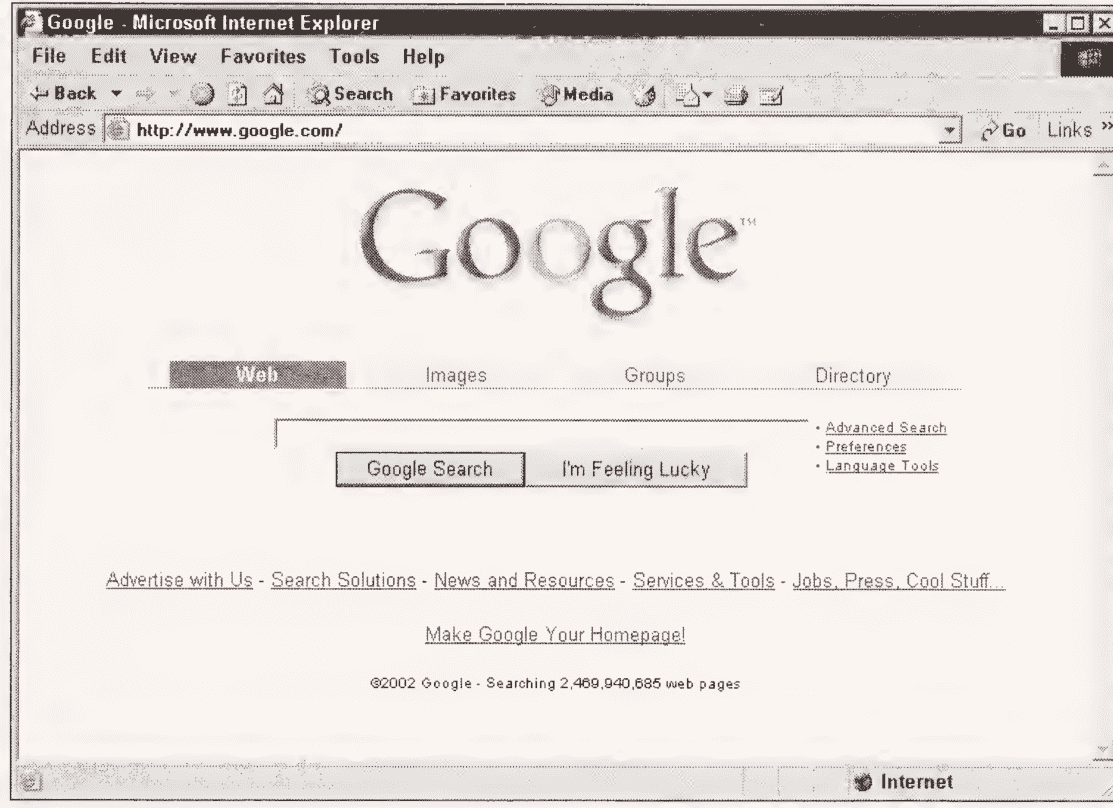 Google - Microsoft Internet Explorer
File Edit View Favorites Tools Help
Back Search Favorites Media
Address http://www.google.com/ Go Links »
Google™
Web Images Groups Directory
• Advanced Search
• Preferences
• Language Tools
Google Search I'm Feeling Lucky
Advertise with Us - Search Solutions - News and Resources - Services & Tools - Jobs, Press, Cool Stuff...
Make Google Your Homepage!
©2002 Google - Searching 2,469,940,685 web pages
Internet